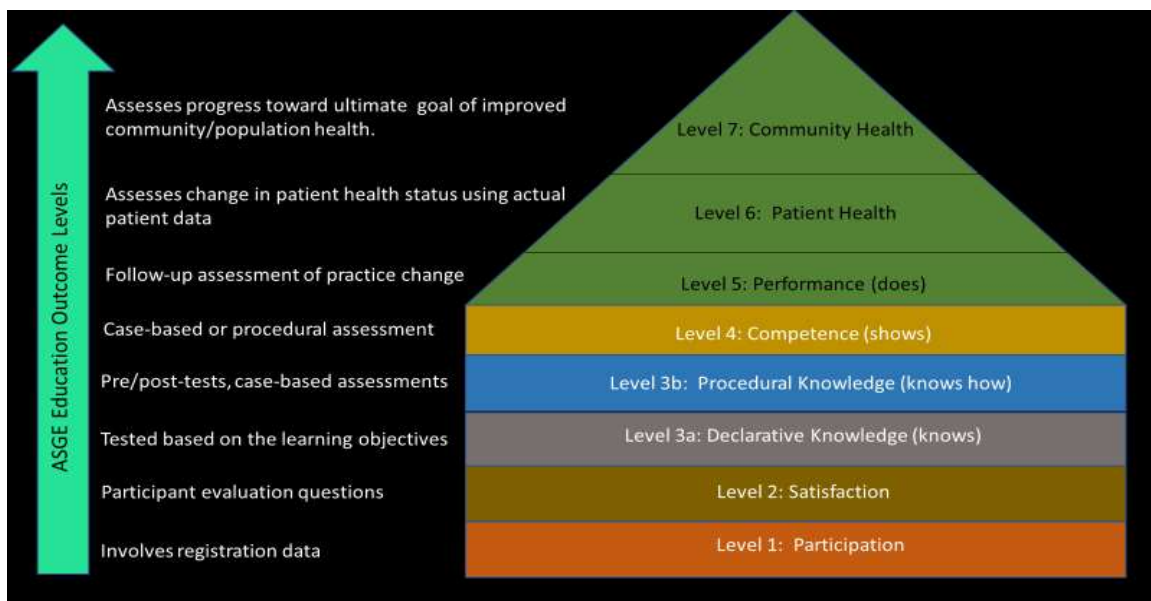 ASGE Education Outcome Levels
Assesses progress toward ultimate goal of improved
community/population health.
Level 7: Community Health
Assesses change in patient health status using actual
patient data
Level 6: Patient Health
Follow-up assessment of practice change
Level 5: Performance (does)
Case-based or procedural assessment
Level 4: Competence (shows)
Pre/post-tests, case-based assessments
Level 3b: Procedural Knowledge (knows how)
Tested based on the learning objectives
Level 3a: Declarative Knowledge (knows)
Participant evaluation questions
Level 2: Satisfaction
Involves registration data
Level 1: Participation